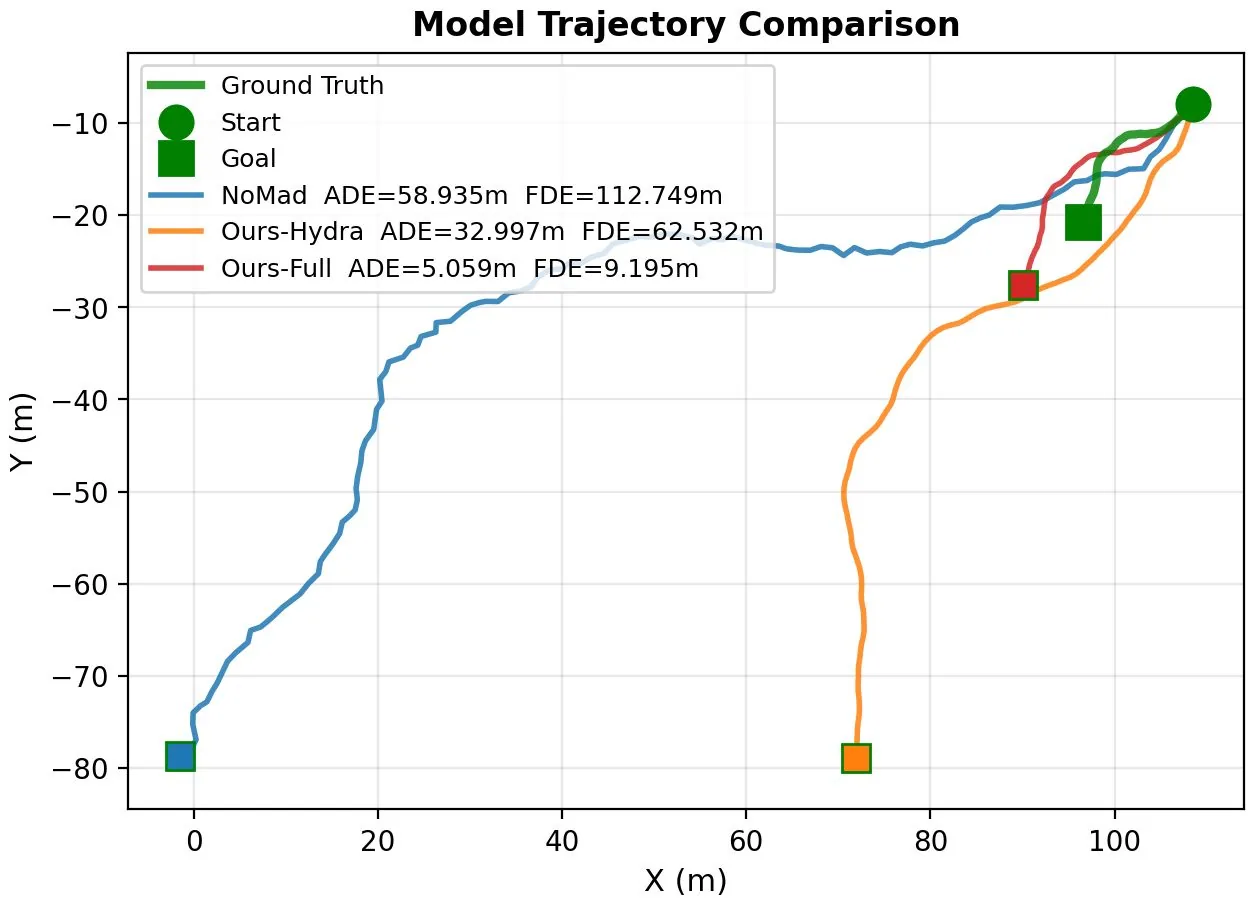 Model Trajectory Comparison
Ground Truth
Start
Goal
NoMad ADE=58.935m FDE=112.749m
Ours-Hydra ADE=32.997m FDE=62.532m
Ours-Full ADE=5.059m FDE=9.195m
−10
−20
−30
−40
−50
−60
−70
−80
Y (m)
0 20 40 60 80 100
X (m)